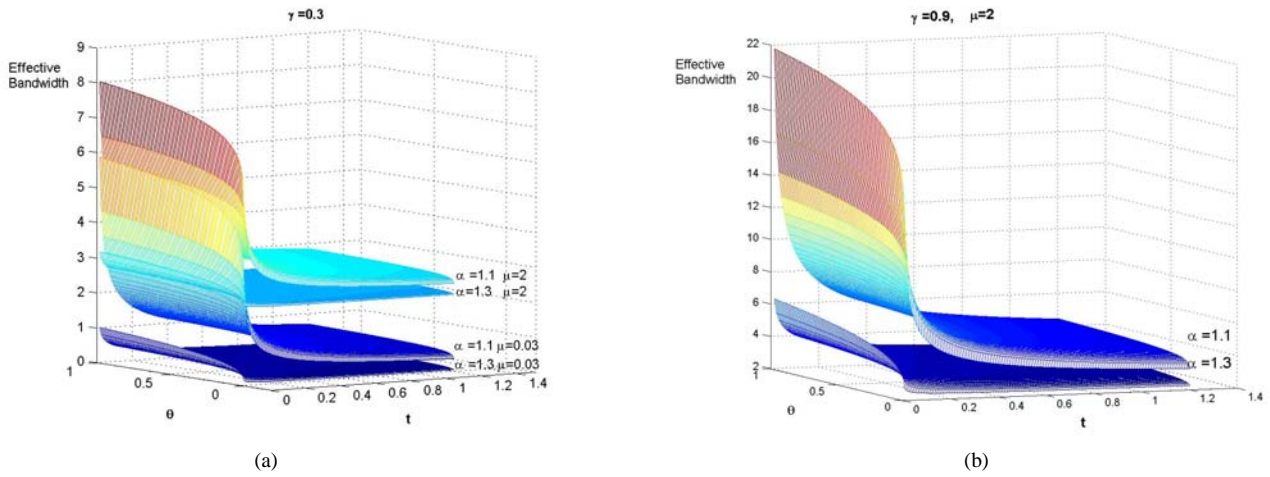 γ =0.3
Effective
Bandwidth
9
8
7
6
5
4
3
2
1
0
1
0.5
0
θ
0
0.2
0.4
0.6
0.8
1
1.2
1.4
t
α =1.1 μ=2
α=1.3 μ=2
α =1.1 μ=0.03
α =1.3 μ=0.03
(a)
γ =0.9, μ=2
Effective
Bandwidth
22
20
18
16
14
12
10
8
6
4
2
1
0.5
0
θ
0
0.2
0.4
0.6
0.8
1
1.2
1.4
t
α =1.1
α =1.3
(b)